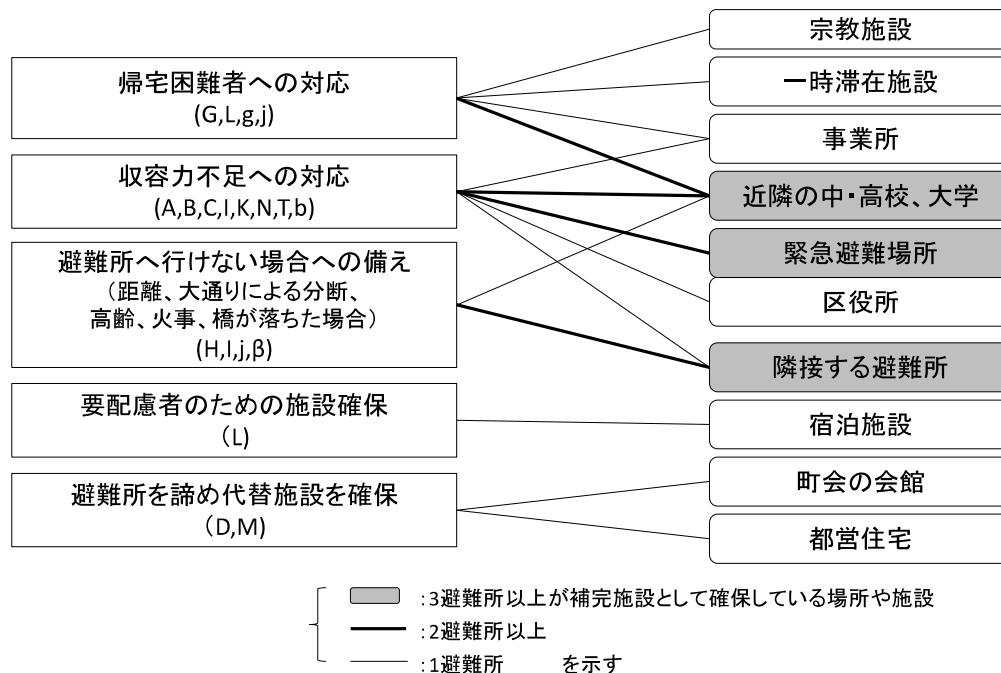 帰宅困難者への対応
(G,L,g,j)
収容力不足への対応
(A,B,C,I,K,N,T,b)
避難所へ行けない場合への備え
（距離、大通りによる分断、
高齢、火事、橋が落ちた場合）
(H,I,j,β)
要配慮者のための施設確保
（L)
避難所を諦め代替施設を確保
（D,M)
宗教施設
一時滞在施設
事業所
近隣の中・高校、大学
緊急避難場所
区役所
隣接する避難所
宿泊施設
町会の会館
都営住宅
:3避難所以上が補完施設として確保している場所や施設
:2避難所以上
:1避難所 を示す